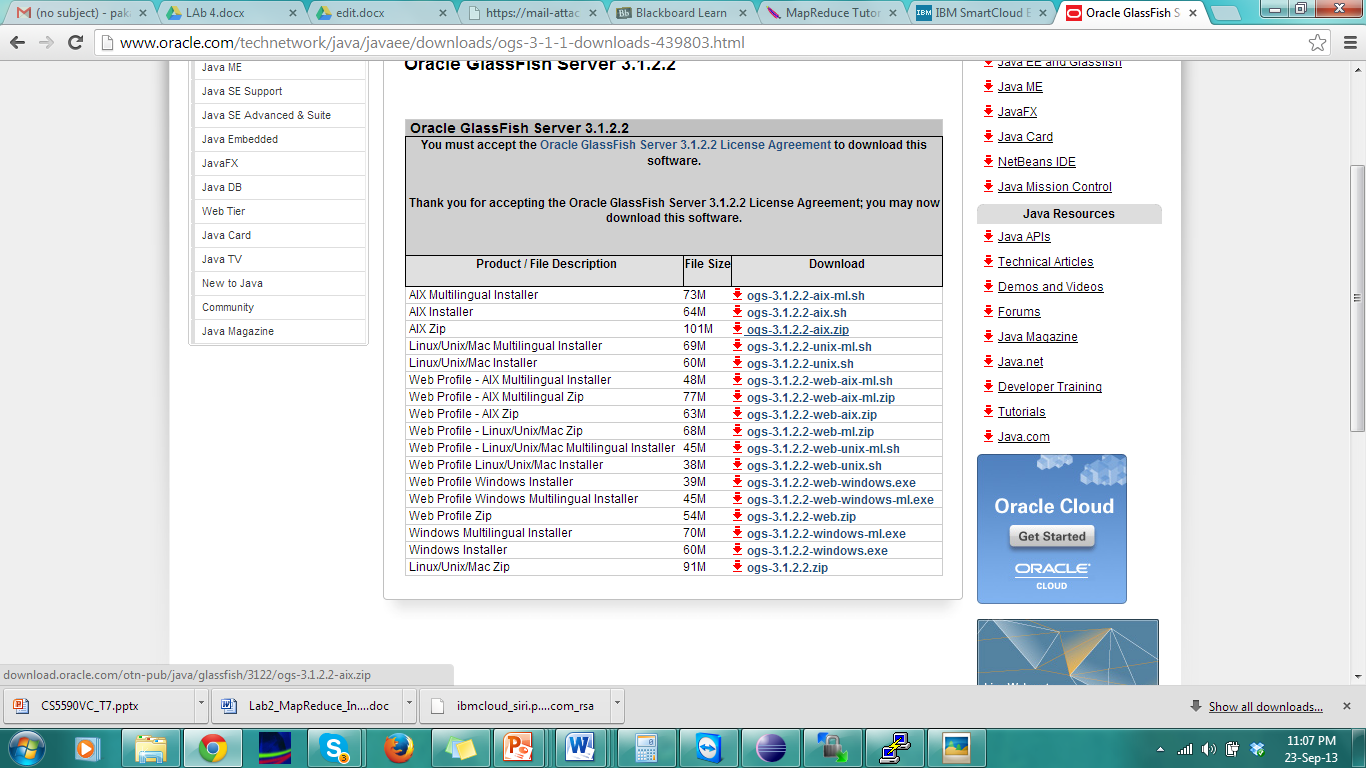 (no subject) - pak
LAb 4.docx
edit.docx
https://mail-attac
Blackboard Learn
MapReduce Tutor
IBM SmartCloud E
Oracle GlassFish S
www.oracle.com/technetwork/java/javaee/downloads/ogs-3-1-1-downloads-439803.html
Java ME
Java SE Support
Java SE Advanced & Suite
Java Embedded
JavaFX
Java DB
Web Tier
Java Card
Java TV
New to Java
Community
Java Magazine
Oracle GlassFish Server 3.1.2.2
Oracle GlassFish Server 3.1.2.2
You must accept the Oracle GlassFish Server 3.1.2.2 License Agreement to download this
software.
Thank you for accepting the Oracle GlassFish Server 3.1.2.2 License Agreement; you may now
download this software.
Product / File Description File Size Download
AIX Multilingual Installer 73M ogs-3.1.2.2-aix-ml.sh
AIX Installer 64M ogs-3.1.2.2-aix.sh
AIX Zip 101M ogs-3.1.2.2-aix.zip
Linux/Unix/Mac Multilingual Installer 69M ogs-3.1.2.2-unix-ml.sh
Linux/Unix/Mac Installer 60M ogs-3.1.2.2-unix.sh
Web Profile - AIX Multilingual Installer 48M ogs-3.1.2.2-web-aix-ml.sh
Web Profile - AIX Multilingual Zip 77M ogs-3.1.2.2-web-aix-ml.zip
Web Profile - AIX Zip 63M ogs-3.1.2.2-web-aix.zip
Web Profile - Linux/Unix/Mac Zip 68M ogs-3.1.2.2-web-ml.zip
Web Profile - Linux/Unix/Mac Multilingual Installer 45M ogs-3.1.2.2-web-unix-ml.sh
Web Profile Linux/Unix/Mac Installer 38M ogs-3.1.2.2-web-unix.sh
Web Profile Windows Installer 39M ogs-3.1.2.2-web-windows.exe
Web Profile Windows Multilingual Installer 45M ogs-3.1.2.2-web-windows-ml.exe
Web Profile Zip 54M ogs-3.1.2.2-web.zip
Windows Multilingual Installer 70M ogs-3.1.2.2-windows-ml.exe
Windows Installer 60M ogs-3.1.2.2-windows.exe
Linux/Unix/Mac Zip 91M ogs-3.1.2.2.zip
Java EE and Glassfish
Java ME
JavaFX
Java Card
NetBeans IDE
Java Mission Control
Java Resources
Java APIs
Technical Articles
Demos and Videos
Forums
Java Magazine
Java.net
Developer Training
Tutorials
Java.com
Oracle Cloud
Get Started
ORACLE
CLOUD
download.oracle.com/otn-pub/java/glassfish/3122/ogs-3.1.2.2-aix.zip
CS5590VC_T7.pptx
Lab2_MapReduce_In....doc
ibmcloud_siri.p....com_rsa
Show all downloads...
11:07 PM
23-Sep-13